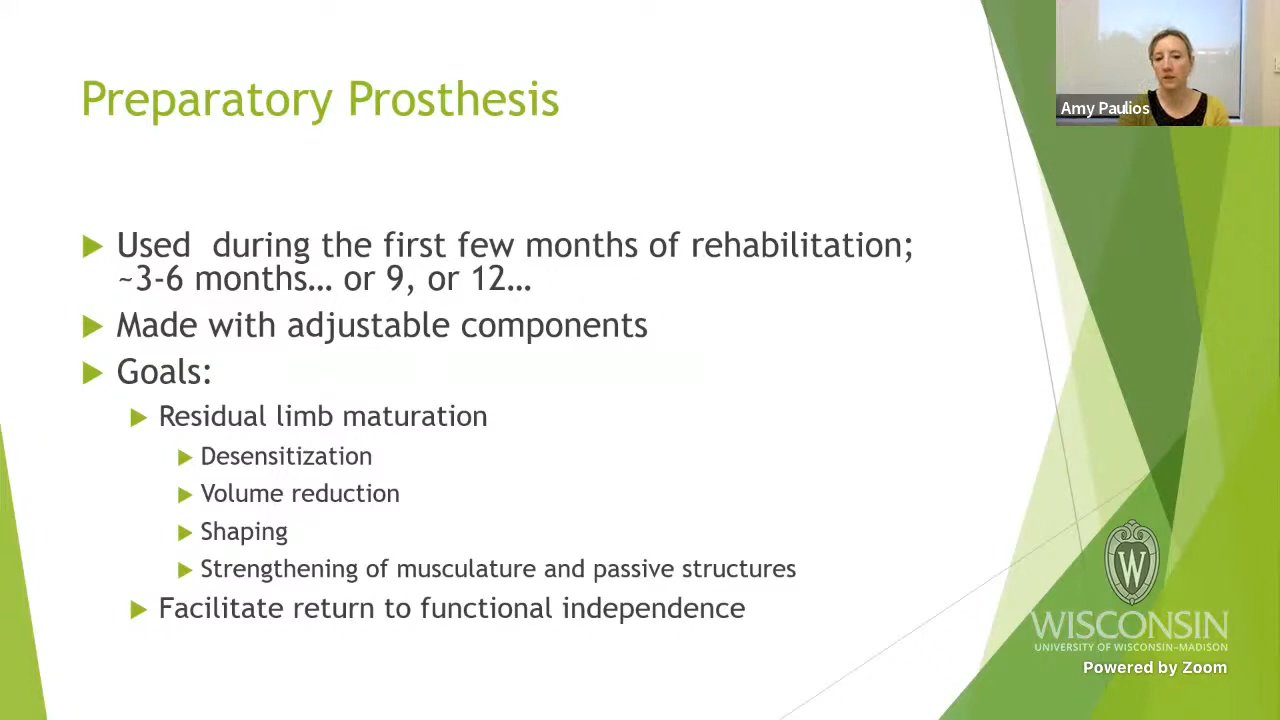 Preparatory Prosthesis
Amy Paulios
Used during the first few months of rehabilitation;
~3-6 months… or 9, or 12…
Made with adjustable components
Goals:
Residual limb maturation
Desensitization
Volume reduction
Shaping
Strengthening of musculature and passive structures
Facilitate return to functional independence
W
WISCONSIN
UNIVERSITY OF WISCONSIN–MADISON
Powered by Zoom